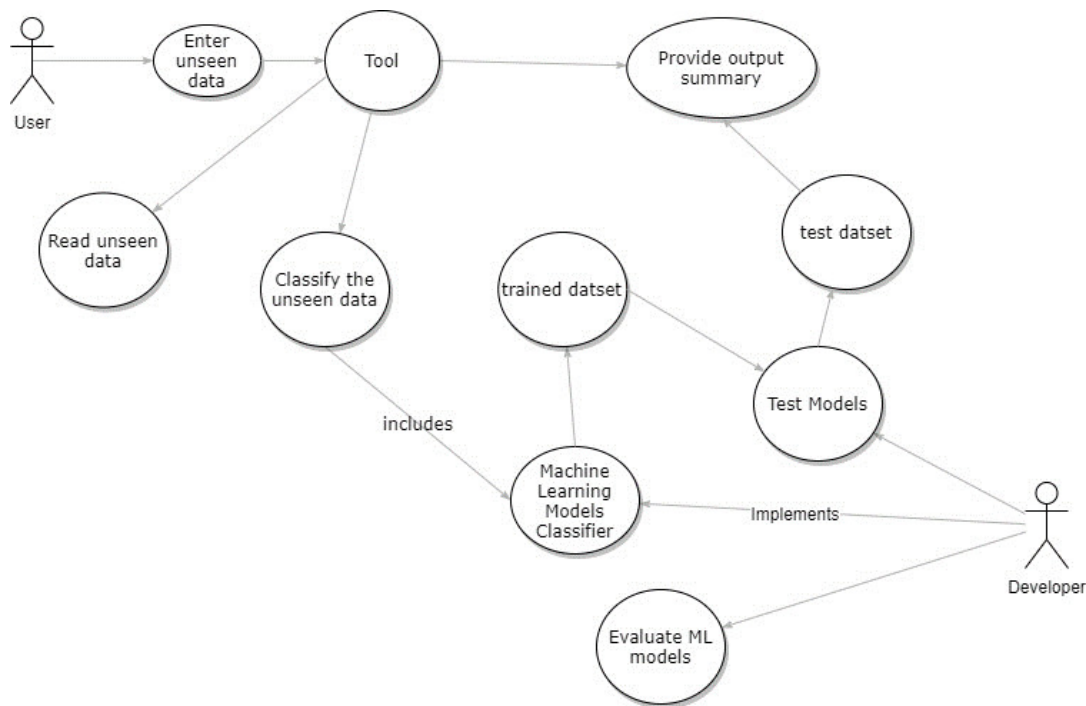 Enter
unseen
data
Tool
Provide output
summary
User
Read unseen
data
Classify the
unseen data
trained datset
test datset
Test Models
includes
Machine
Learning
Models
Classifier
Implements
Developer
Evaluate ML
models